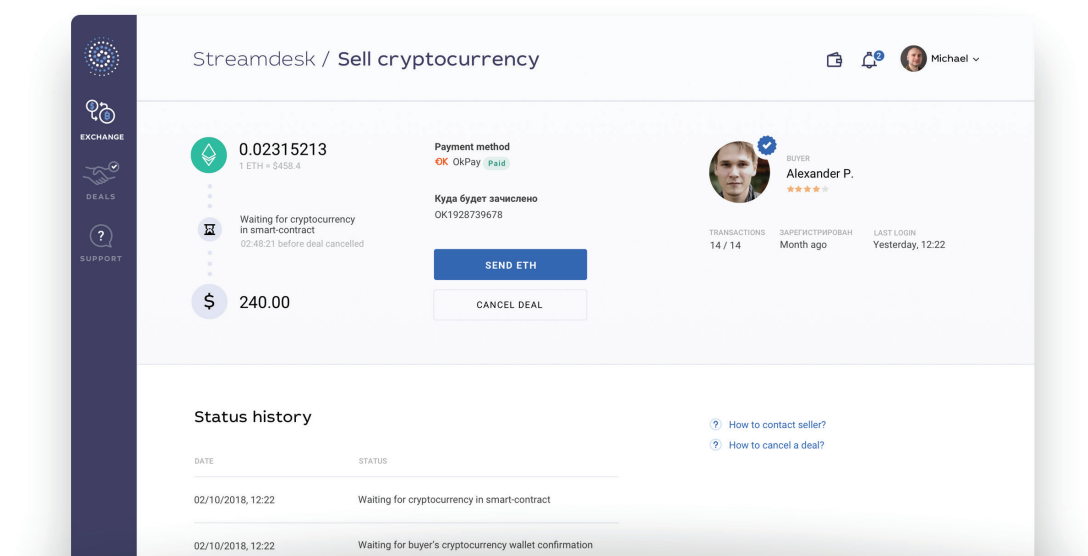 Streamdesk / Sell cryptocurrency
2
Michael
EXCHANGE
DEALS
SUPPORT
0.02315213
1 ETH = $458.4
Waiting for cryptocurrency
in smart-contract
02:48:21 before deal cancelled
$
240.00
Payment method
OK OkPay Paid
Куда будет зачислено
OK1928739678
SEND ETH
CANCEL DEAL
BUYER
Alexander P.
TRANSACTIONS ЗАРЕГИСТРИРОВАН LAST LOGIN
14 / 14 Month ago Yesterday, 12:22
Status history
DATE STATUS
02/10/2018, 12:22 Waiting for cryptocurrency in smart-contract
02/10/2018, 12:22 Waiting for buyer's cryptocurrency wallet confirmation
? How to contact seller?
? How to cancel a deal?